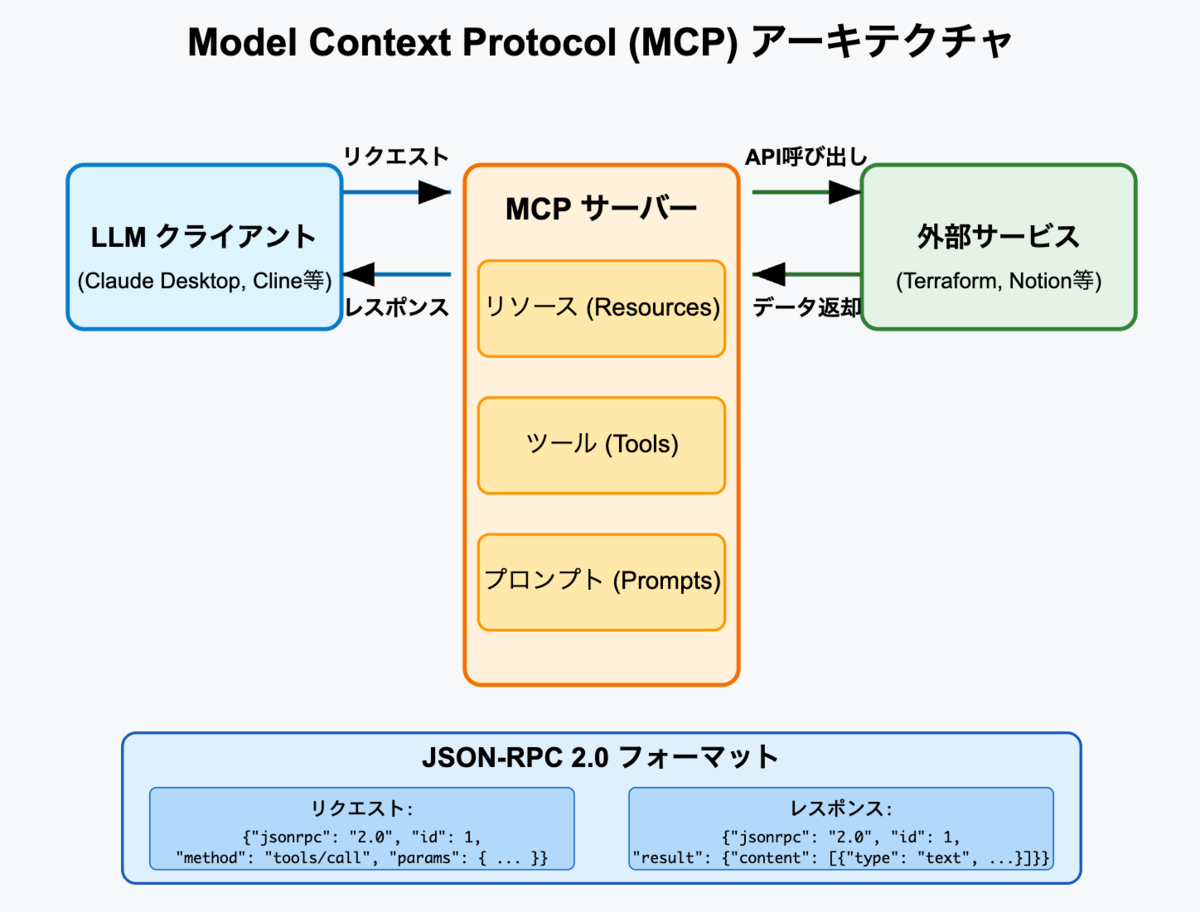 Model Context Protocol (MCP) アーキテクチャ
リクエスト
API呼び出し
LLM クライアント
(Claude Desktop, Cline等)
レスポンス
MCP サーバー
リソース (Resources)
ツール (Tools)
プロンプト (Prompts)
外部サービス
(Terraform, Notion等)
データ返却
JSON-RPC 2.0 フォーマット
リクエスト:
{"jsonrpc": "2.0", "id": 1,
"method": "tools/call", "params": { ... }}
レスポンス:
{"jsonrpc": "2.0", "id": 1,
"result": {"content": [{"type": "text", ...}]}}